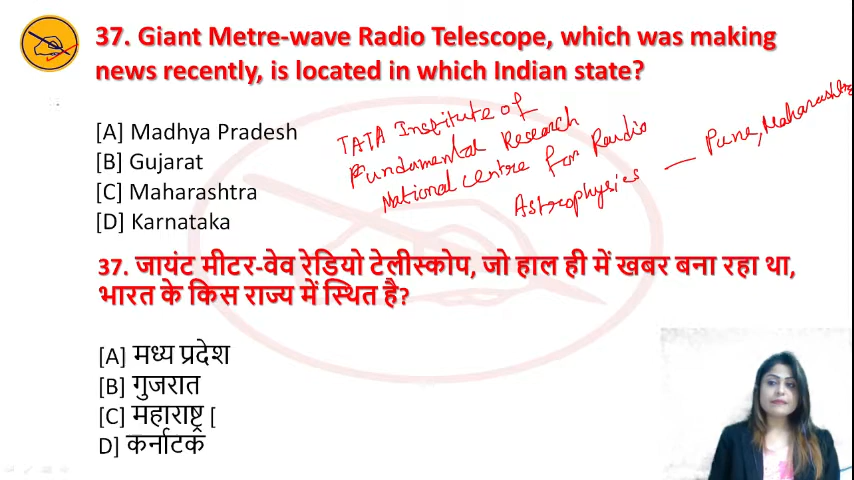 37. Giant Metre-wave Radio Telescope, which was making
news recently, is located in which Indian state?
[A] Madhya Pradesh
[B] Gujarat
[C] Maharashtra
[D] Karnataka
TATA Institute of
Fundamental Research
National centre for Raudio
Astrophysics — Pune, Maharashtra
37. जायंट मीटर-वेव रेडियो टेलीस्कोप, जो हाल ही में खबर बना रहा था,
भारत के किस राज्य में स्थित है?
[A] मध्य प्रदेश
[B] गुजरात
[C] महाराष्ट्र [
D] कर्नाटक